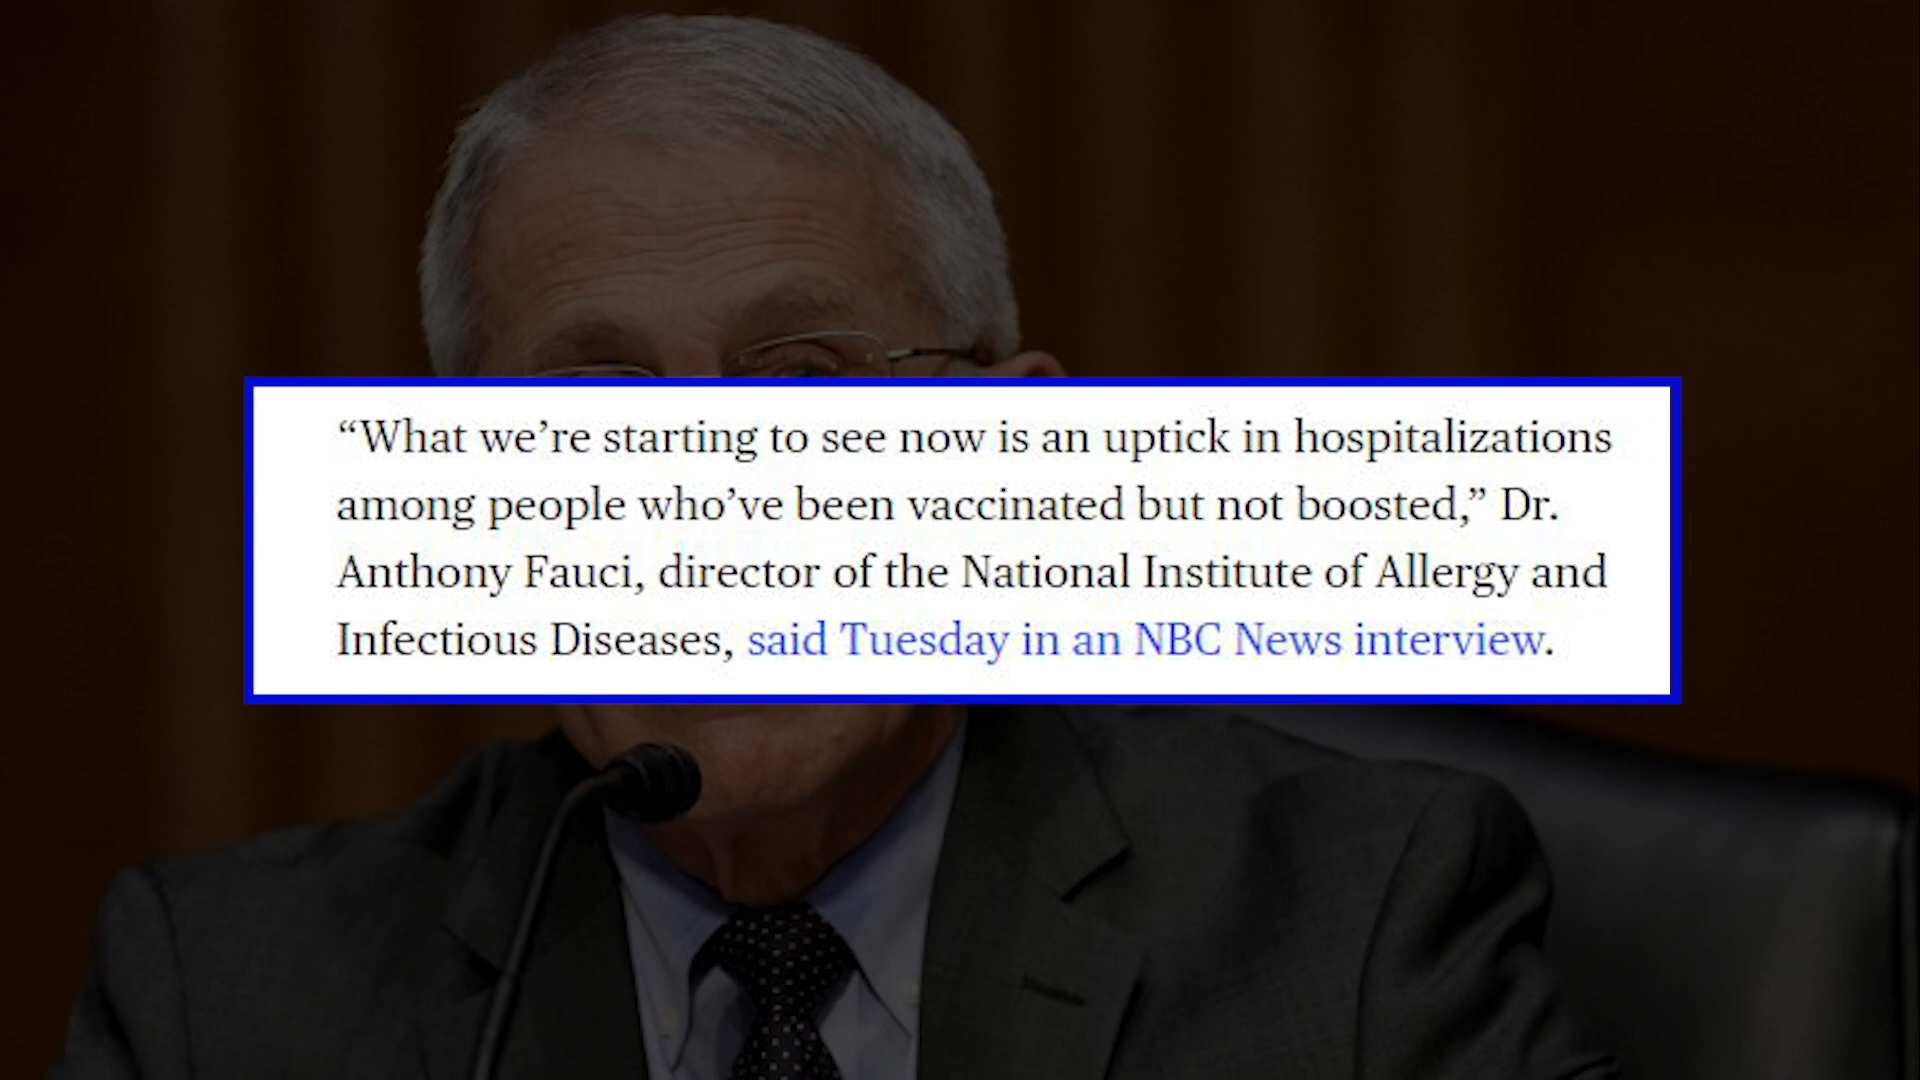 “What we’re starting to see now is an uptick in hospitalizations
among people who’ve been vaccinated but not boosted,” Dr.
Anthony Fauci, director of the National Institute of Allergy and
Infectious Diseases, said Tuesday in an NBC News interview.